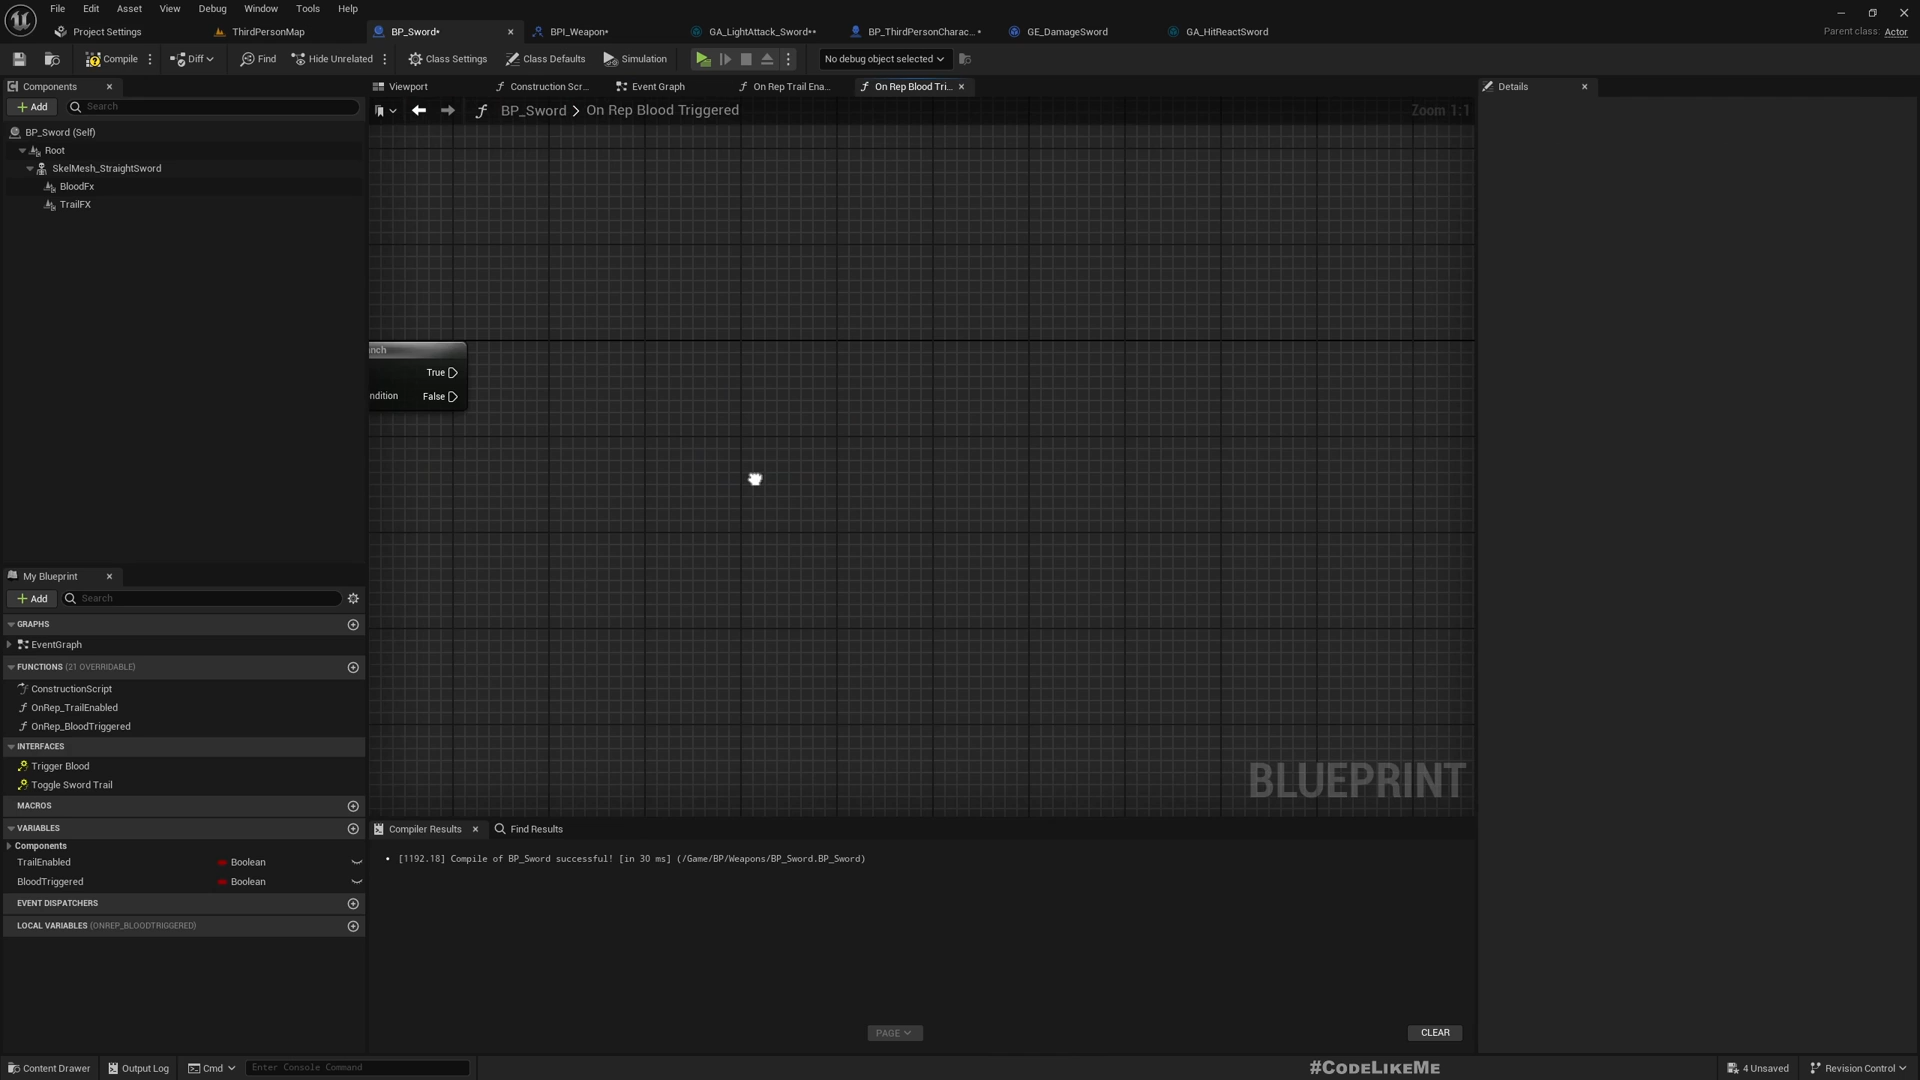 File Edit Asset View Debug Window Tools Help
Project Settings ThirdPersonMap BP_Sword* BPI_Weapon* GA_LightAttack_Sword•* BP_ThirdPersonCharac…* GE_DamageSword GA_HitReactSword
Parent class: Actor
Compile Diff Find Hide Unrelated Class Settings Class Defaults Simulation No debug object selected
Components
Viewport Construction Scr... Event Graph On Rep Trail Ena... On Rep Blood Tri...
Details
Add Search
BP_Sword > On Rep Blood Triggered
Zoom 1:1
BP_Sword (Self)
Root
SkelMesh_StraightSword
BloodFx
TrailFX
nch
True
ndition False
BLUEPRINT
My Blueprint
Add Search
GRAPHS
EventGraph
FUNCTIONS (21 OVERRIDABLE)
ConstructionScript
OnRep_TrailEnabled
OnRep_BloodTriggered
INTERFACES
Trigger Blood
Toggle Sword Trail
MACROS
VARIABLES
Components
TrailEnabled Boolean
BloodTriggered Boolean
EVENT DISPATCHERS
LOCAL VARIABLES (ONREP_BLOODTRIGGERED)
Compiler Results Find Results
• [1192.18] Compile of BP_Sword successful! [in 30 ms] (/Game/BP/Weapons/BP_Sword.BP_Sword)
PAGE
CLEAR
Content Drawer Output Log Cmd Enter Console Command
#CodeLikeMe
4 Unsaved Revision Control